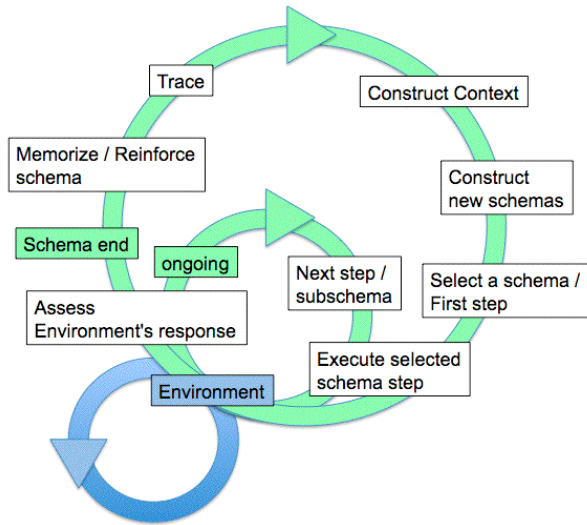 Trace
Construct Context
Memorize / Reinforce
schema
Construct
new schemas
Schema end
ongoing
Next step /
subschema
Select a schema /
First step
Assess
Environment's response
Execute selected
schema step
Environment